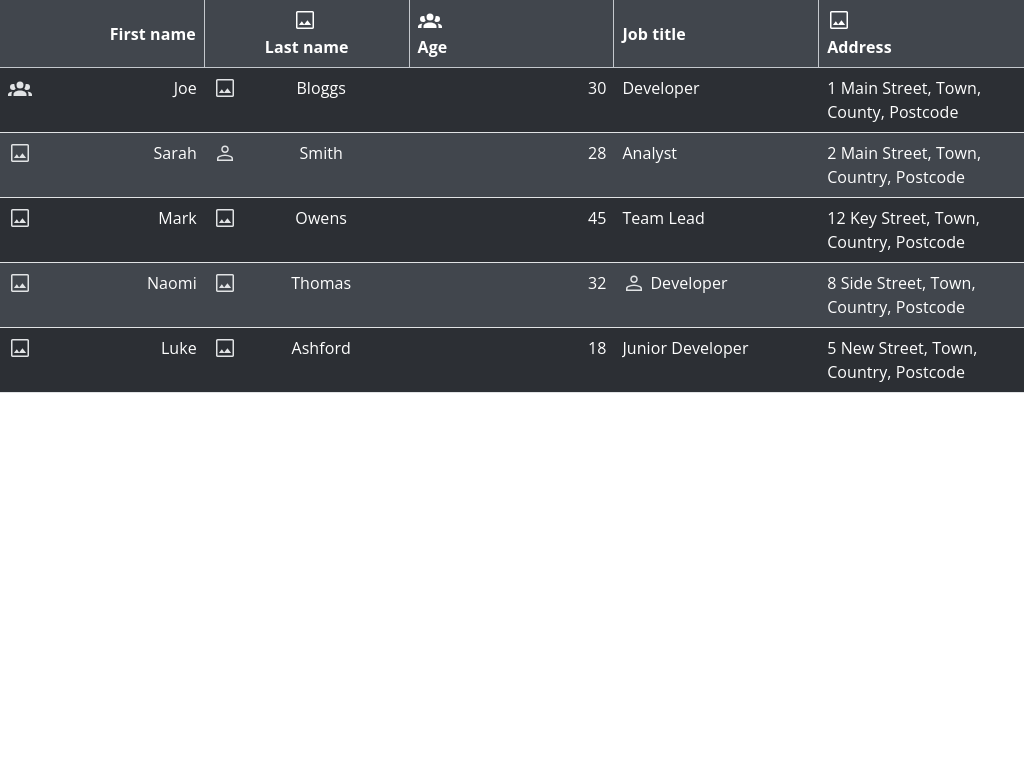 First name Last name Age Job title Address
Joe Bloggs 30 Developer 1 Main Street, Town,
County, Postcode
Sarah Smith 28 Analyst 2 Main Street, Town,
Country, Postcode
Mark Owens 45 Team Lead 12 Key Street, Town,
Country, Postcode
Naomi Thomas 32 Developer 8 Side Street, Town,
Country, Postcode
Luke Ashford 18 Junior Developer 5 New Street, Town,
Country, Postcode